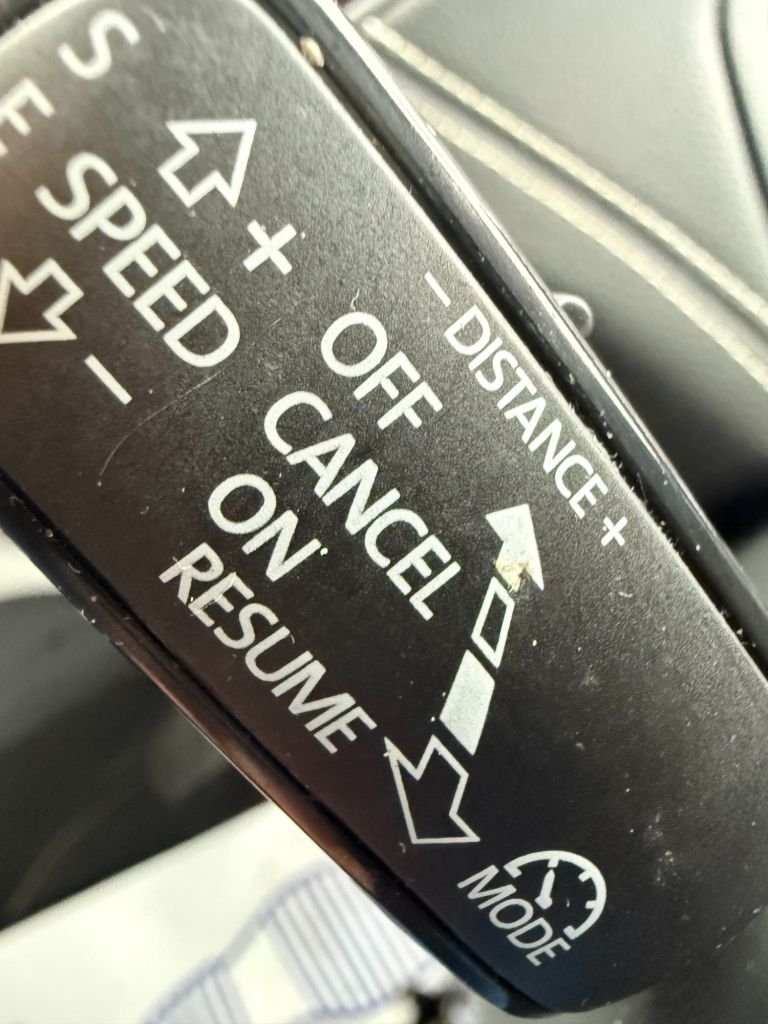 S
E
SPEED
+
−
− DISTANCE +
OFF
CANCEL
ON
RESUME
MODE